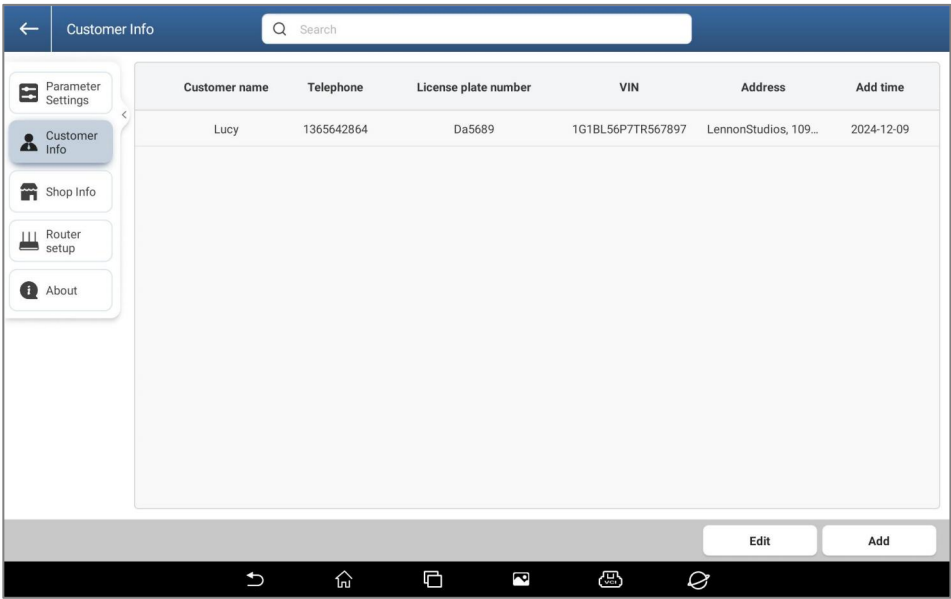 Customer Info
Search
Parameter
Settings
Customer
Info
Shop Info
Router
setup
About
Customer name Telephone License plate number VIN Address Add time
Lucy 1365642864 Da5689 1G1BL56P7TR567897 LennonStudios, 109... 2024-12-09
Edit Add
VCI